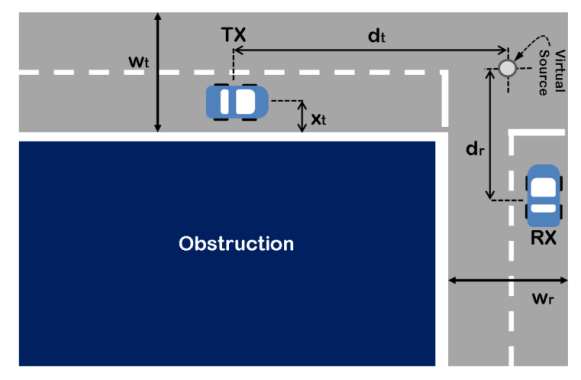 TX
dt
wt
Virtual
Source
xt
dr
Obstruction
RX
wr